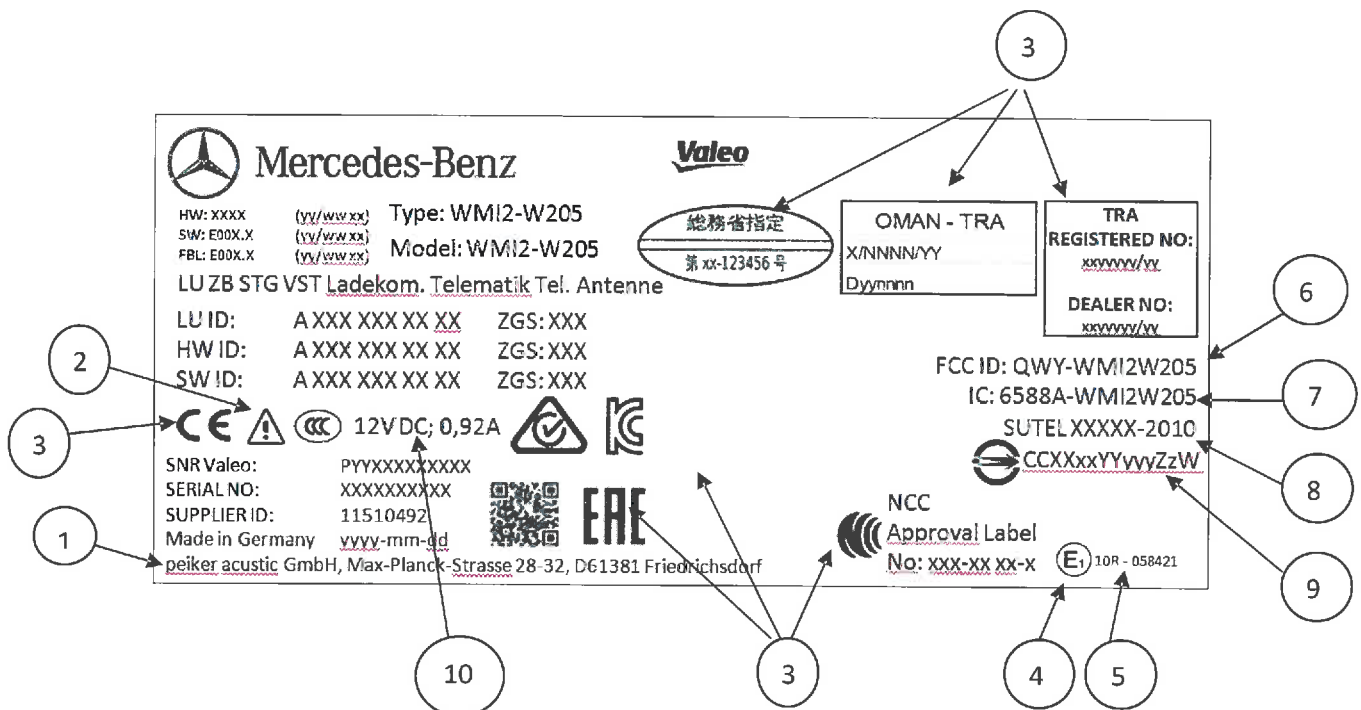 3
Mercedes-Benz
Valeo
HW: XXXX (yy/ww xx) Type: WMI2-W205
SW: E00X.X (yy/ww xx) Model: WMI2-W205
FBL: E00X.X (yy/ww xx)
LU ZB STG VST Ladekom. Telematik Tel. Antenne
総務省指定
第 xx-123456 号
OMAN - TRA
X/NNNN/YY
Dyynnnn
TRA
REGISTERED NO:
xxyyyyy/yy
DEALER NO:
xxyyyyy/yy
LU ID: A XXX XXX XX XX ZGS: XXX
HW ID: A XXX XXX XX XX ZGS: XXX
SW ID: A XXX XXX XX XX ZGS: XXX
6
2
FCC ID: QWY-WMI2W205
IC: 6588A-WMI2W205
7
SUTEL XXXXX-2010
3
CE CCC 12V DC; 0,92A
CCXXxxYYyyyZzW
8
SNR Valeo: PYYXXXXXXXXX
SERIAL NO: XXXXXXXXXX
SUPPLIER ID: 11510492
Made in Germany yyyy-mm-dd
peiker acustic GmbH, Max-Planck-Strasse 28-32, D61381 Friedrichsdorf
1
EAC
NCC
Approval Label
No: xxx-xx xx-x
E1 10R - 058421
9
10
3
4
5